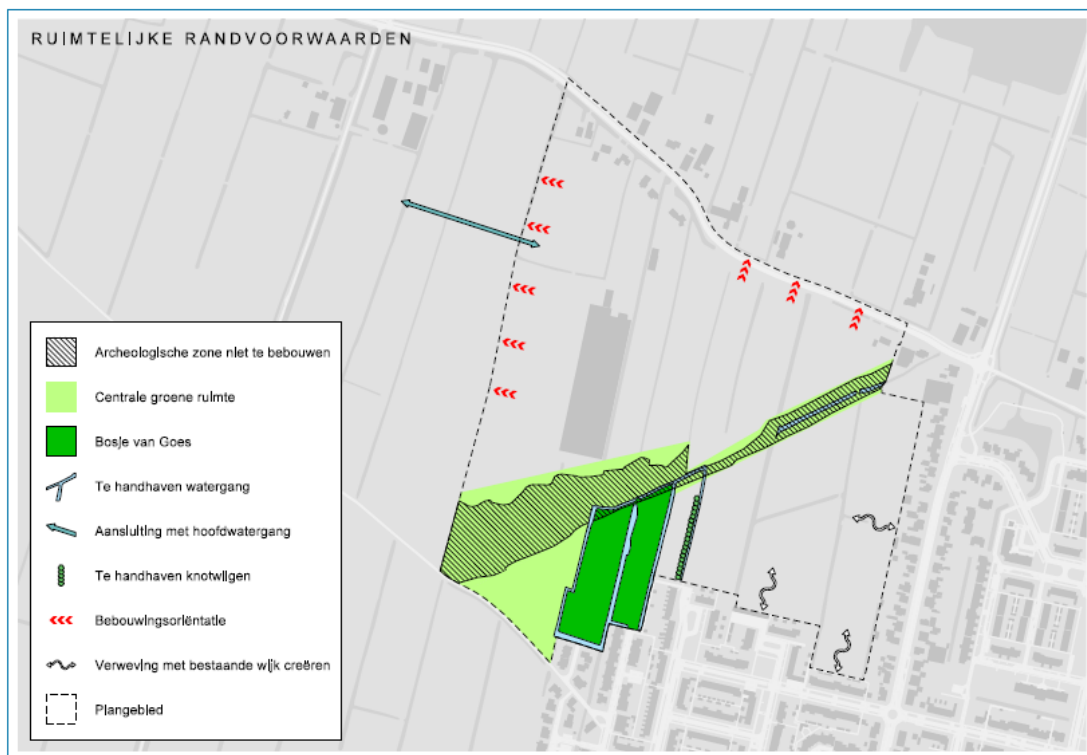 RUIMTELIJKE RANDVOORWAARDEN
Archeologische zone niet te bebouwen
Centrale groene ruimte
Bosje van Goes
Te handhaven watergang
Aansluiting met hoofdwatergang
Te handhaven knotwilgen
Bebouwingsoriëntatie
Verweving met bestaande wijk creëren
Plangebied